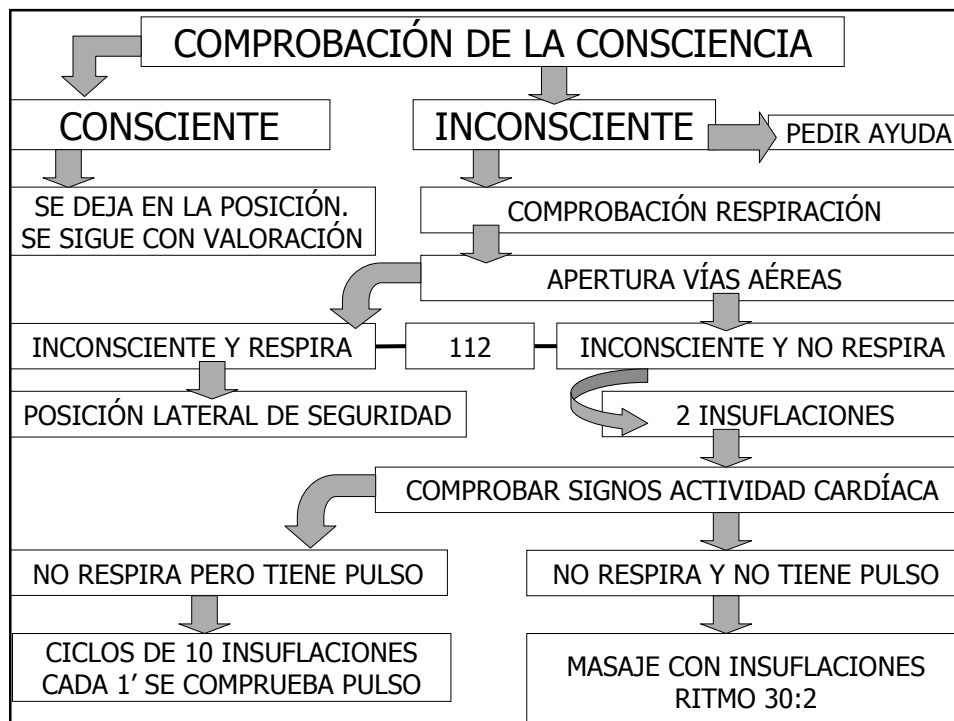 COMPROBACIÓN DE LA CONSCIENCIA
CONSCIENTE
INCONSCIENTE
PEDIR AYUDA
SE DEJA EN LA POSICIÓN.
SE SIGUE CON VALORACIÓN
COMPROBACIÓN RESPIRACIÓN
APERTURA VÍAS AÉREAS
INCONSCIENTE Y RESPIRA
112
INCONSCIENTE Y NO RESPIRA
POSICIÓN LATERAL DE SEGURIDAD
2 INSUFLACIONES
COMPROBAR SIGNOS ACTIVIDAD CARDÍACA
NO RESPIRA PERO TIENE PULSO
NO RESPIRA Y NO TIENE PULSO
CICLOS DE 10 INSUFLACIONES
CADA 1’ SE COMPRUEBA PULSO
MASAJE CON INSUFLACIONES
RITMO 30:2